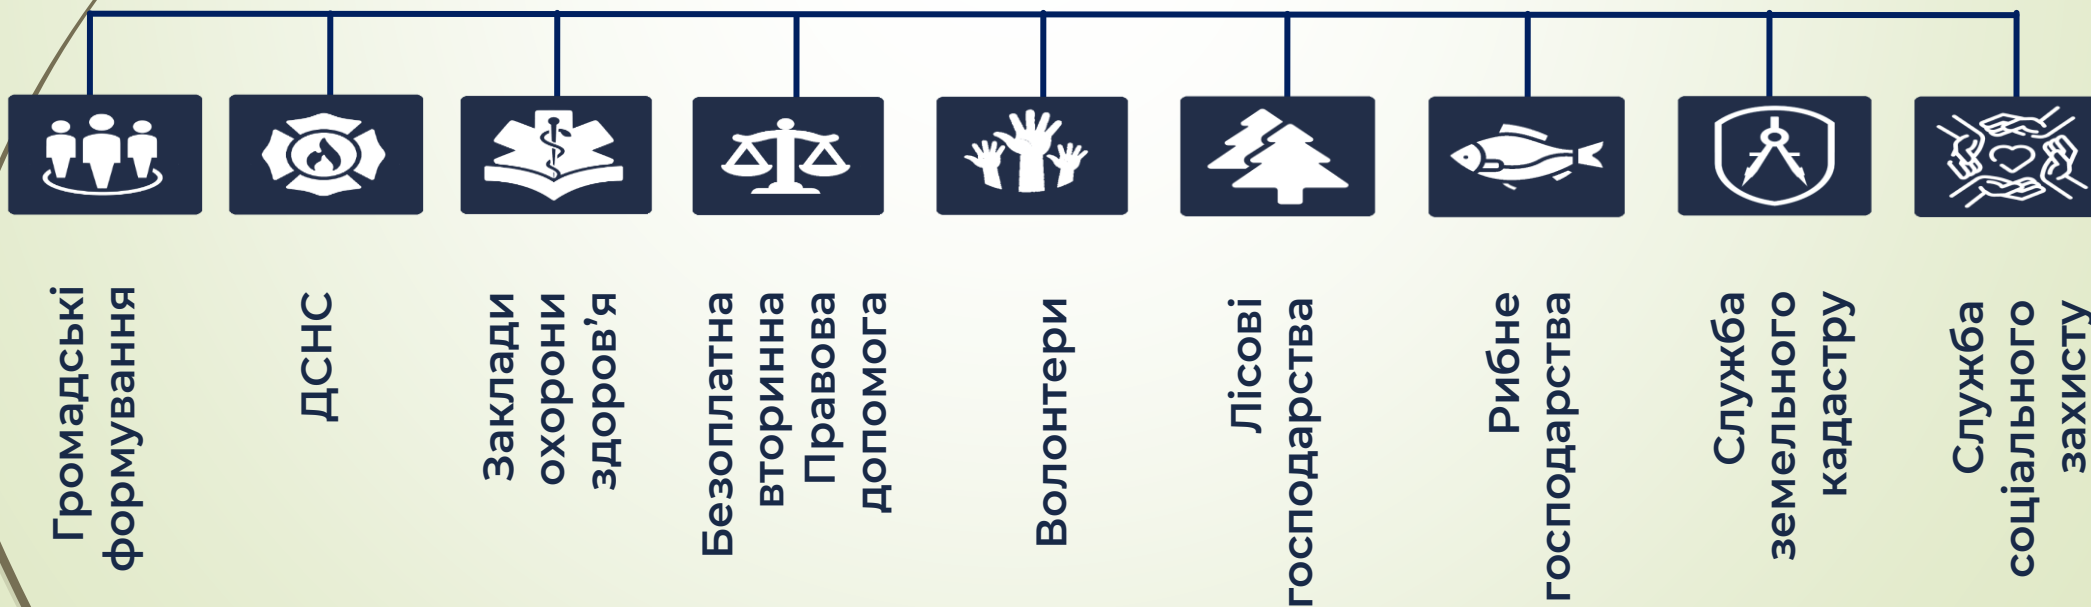 Громадські
формування
ДСНС
Заклади
охорони
здоров’я
Безоплатна
вторинна
Правова
допомога
Волонтери
Лісові
господарства
Рибне
господарства
Служба
земельного
кадастру
Служба
соціального
захисту